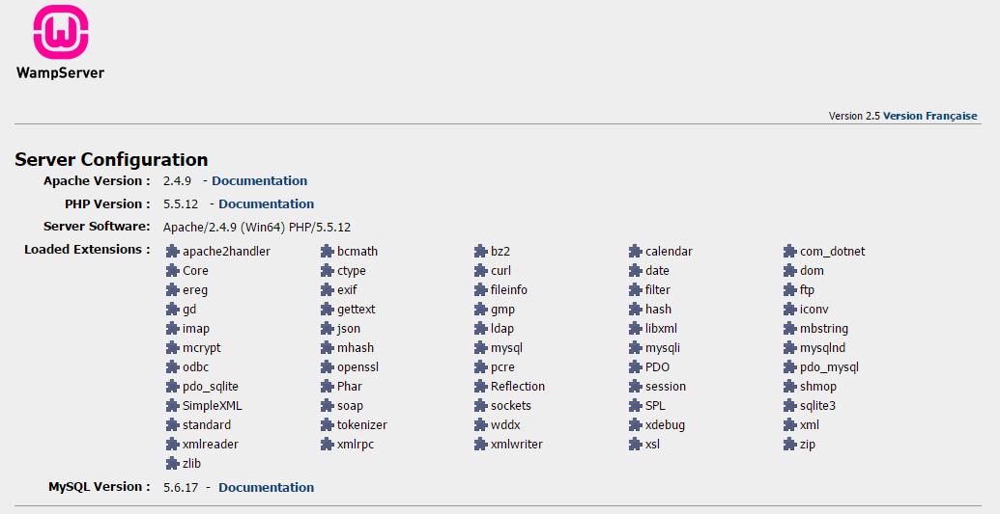 WampServer
Version 2.5 Version Française
Server Configuration
Apache Version : 2.4.9 - Documentation
PHP Version : 5.5.12 - Documentation
Server Software: Apache/2.4.9 (Win64) PHP/5.5.12
Loaded Extensions : apache2handler bcmath bz2 calendar com_dotnet
Core ctype curl date dom
ereg exif fileinfo filter ftp
gd gettext gmp hash iconv
imap json ldap libxml mbstring
mcrypt mhash mysql mysqli mysqlnd
odbc openssl pcre PDO pdo_mysql
pdo_sqlite Phar Reflection session shmop
SimpleXML soap sockets SPL sqlite3
standard tokenizer wddx xdebug xml
xmlreader xmlrpc xmlwriter xsl zip
zlib
MySQL Version : 5.6.17 - Documentation